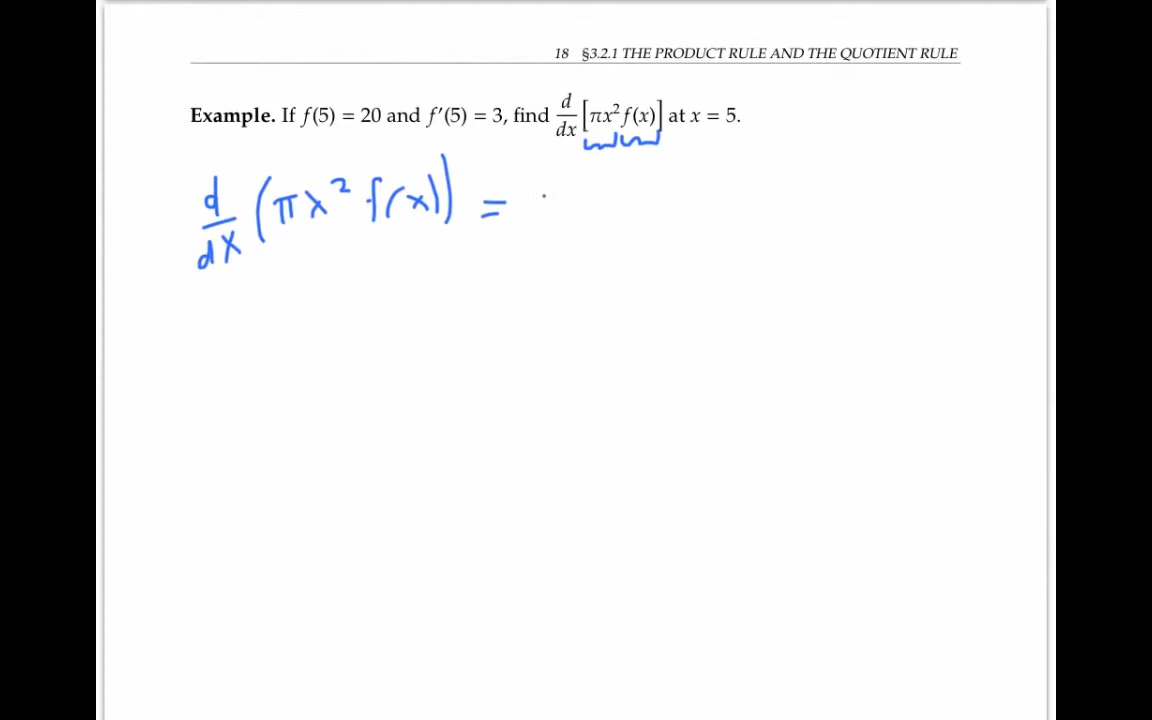 18 §3.2.1 THE PRODUCT RULE AND THE QUOTIENT RULE
Example. If f(5) = 20 and f′(5) = 3, find d/dx [πx²f(x)] at x = 5.
d/dx (πx² f(x)) =